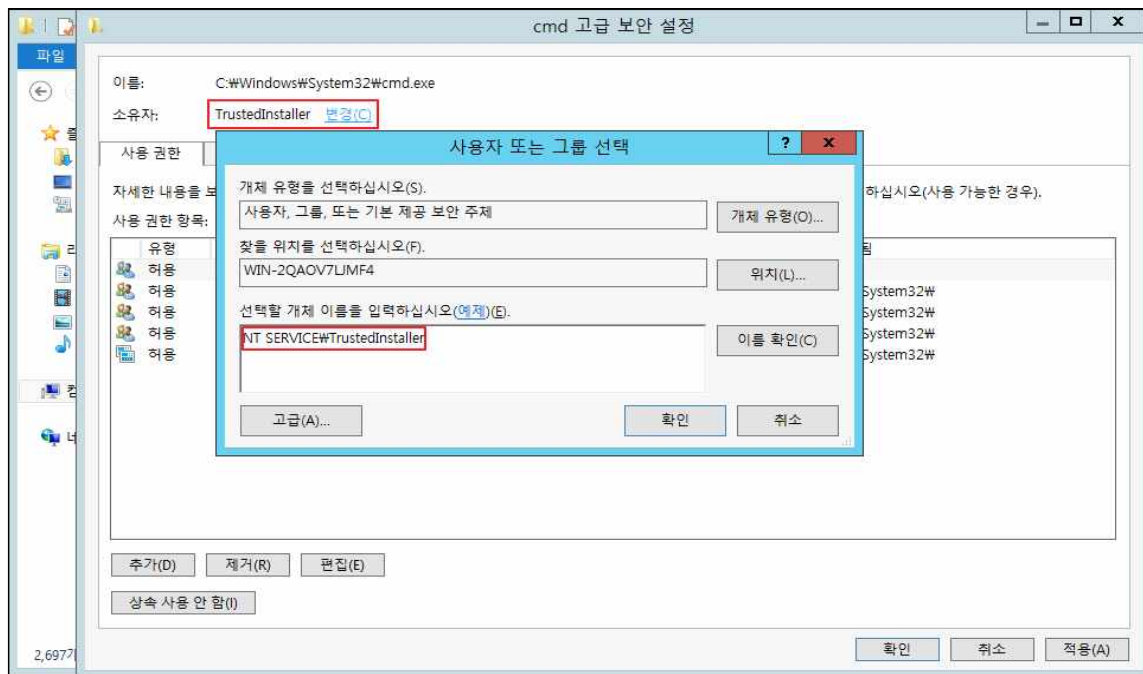 cmd 고급 보안 설정
파일
이름: C:₩Windows₩System32₩cmd.exe
소유자: TrustedInstaller 변경(C)
사용 권한
자세한 내용을 보
하십시오(사용 가능한 경우).
사용 권한 항목:
유형
허용
허용 System32₩
허용 System32₩
허용 System32₩
허용 System32₩
사용자 또는 그룹 선택
개체 유형을 선택하십시오(S).
사용자, 그룹, 또는 기본 제공 보안 주체
개체 유형(O)...
찾을 위치를 선택하십시오(F).
WIN-2QAOV7LJMF4
위치(L)...
선택할 개체 이름을 입력하십시오(예제)(E).
NT SERVICE₩TrustedInstaller
이름 확인(C)
고급(A)... 확인 취소
추가(D) 제거(R) 편집(E)
상속 사용 안 함(I)
2,697
확인 취소 적용(A)